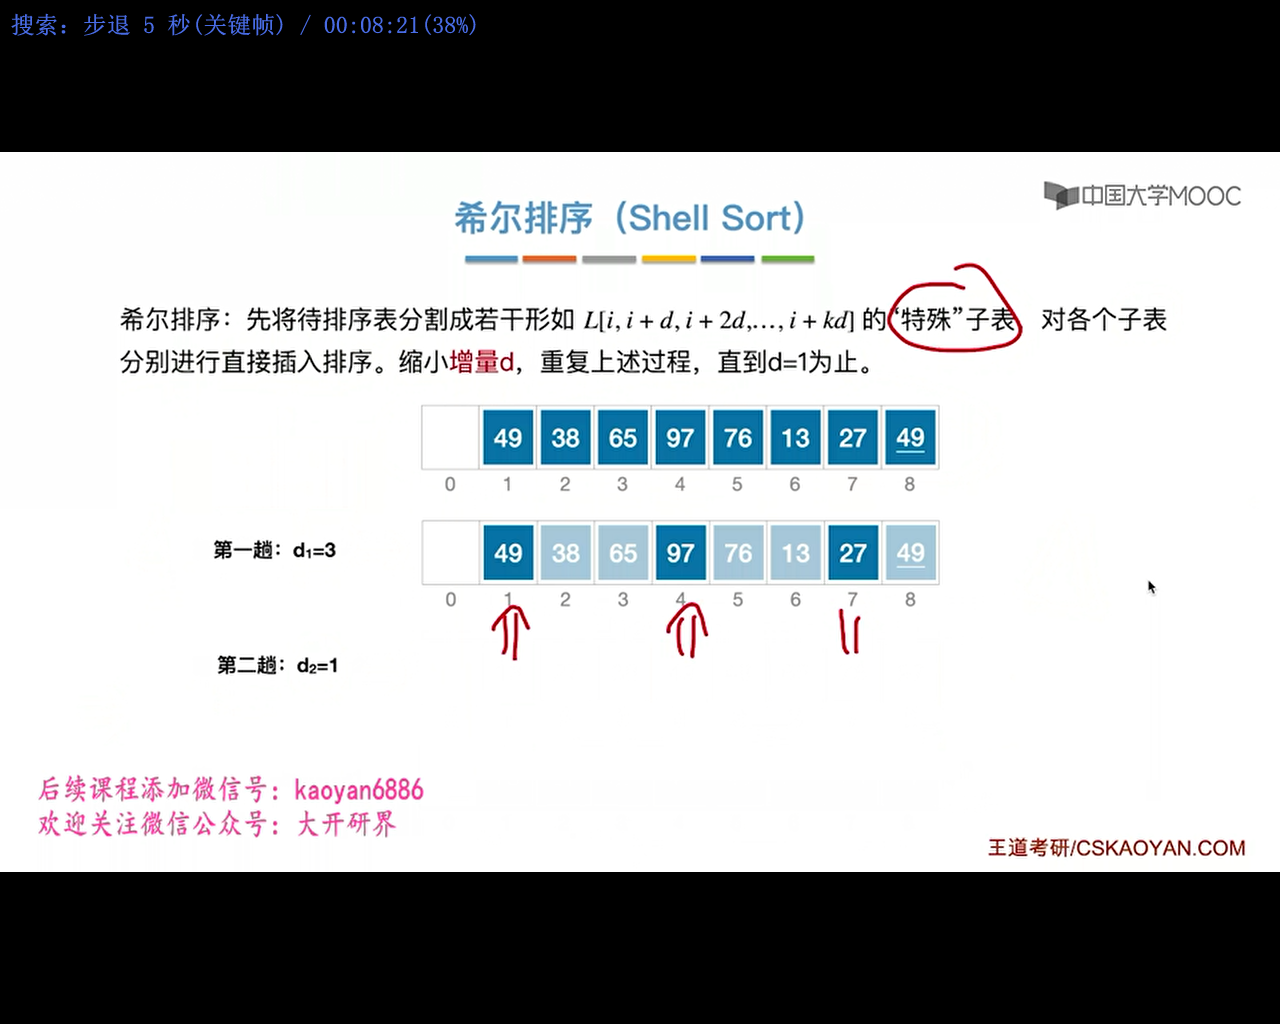 搜索: 步退 5 秒(关键帧) / 00:08:21(38%)
中国大学MOOC
希尔排序（Shell Sort）
希尔排序：先将待排序表分割成若干形如 L[i, i + d, i + 2d,…, i + kd] 的“特殊”子表 对各个子表
分别进行直接插入排序。缩小增量d，重复上述过程，直到d=1为止。
49 38 65 97 76 13 27 49
0 1 2 3 4 5 6 7 8
第一趟：d₁=3
49 38 65 97 76 13 27 49
0 1 2 3 4 5 6 7 8
第二趟：d₂=1
后续课程添加微信号：kaoyan6886
欢迎关注微信公众号：大开研界
王道考研/CSKAOYAN.COM